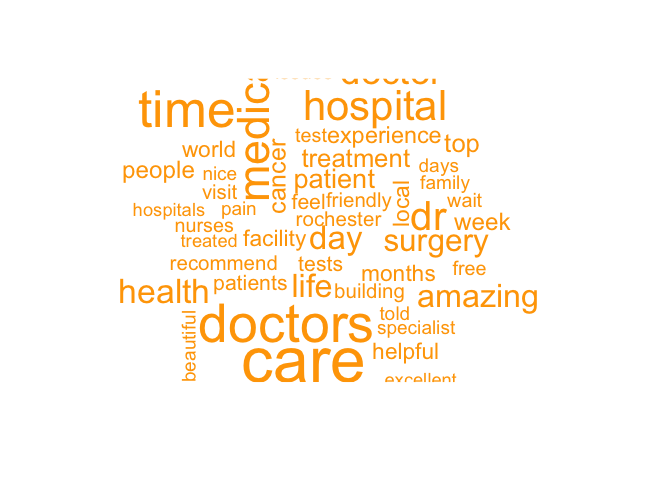 doctor
time
medic
hospital
test
experience
top
world
cancer
treatment
people
nice
patient
days
family
visit
feel
friendly
local
wait
hospitals
pain
rochester
dr
week
nurses
treated
facility
day
surgery
recommend
tests
months
free
health
patients
life
building
amazing
beautiful
doctors
told
specialist
care
helpful
excellent